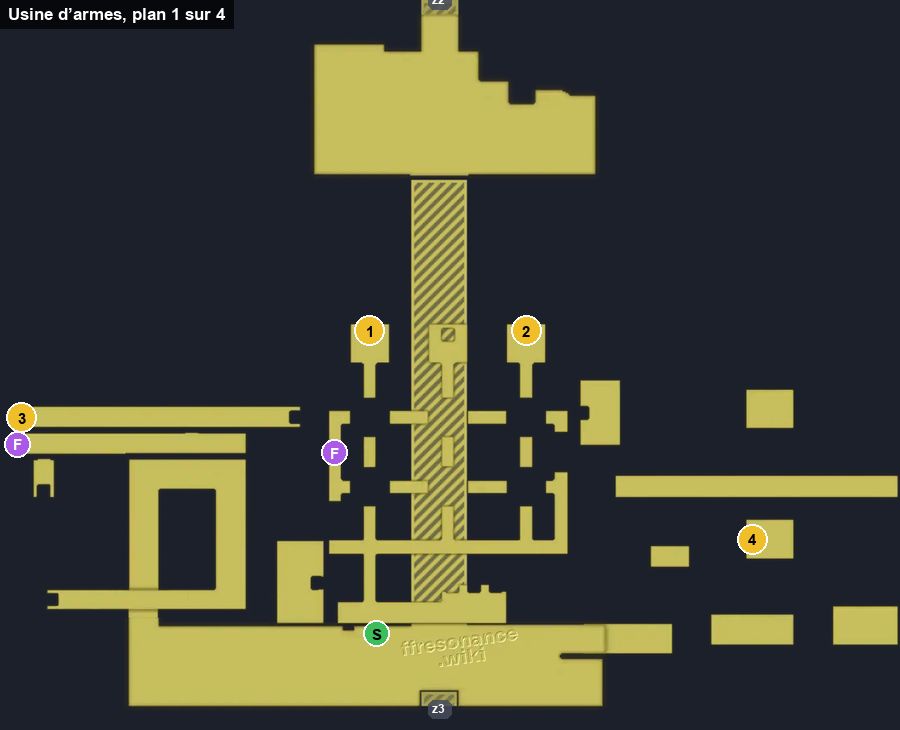 Usine d’armes, plan 1 sur 4
z2
1
2
3
F
F
4
S
ffresonance
.wiki
z3